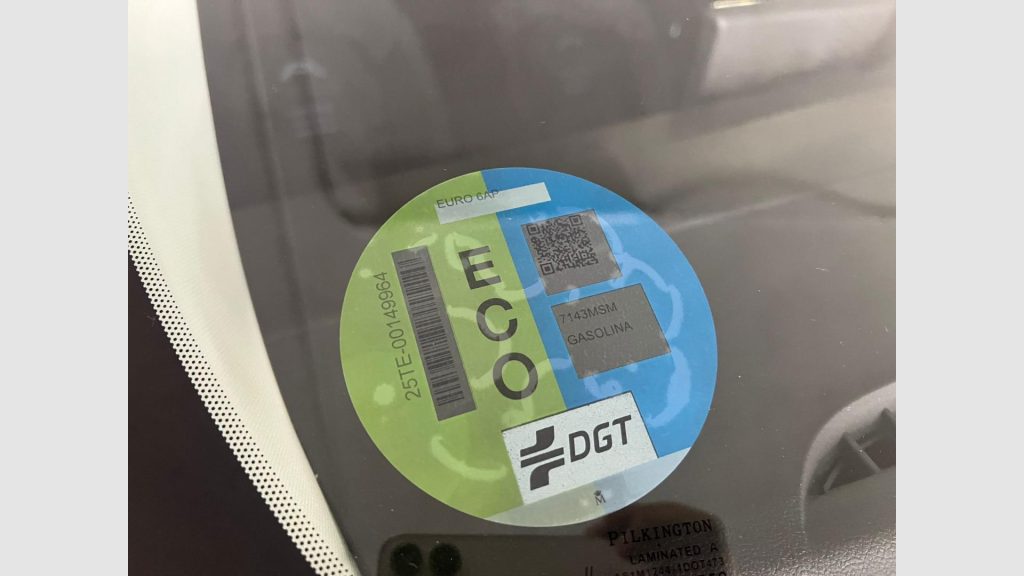 EURO 6AP
25TE-00149964
ECO
7143MSM
GASOLINA
DGT
M
PILKINGTON
LAMINATED A